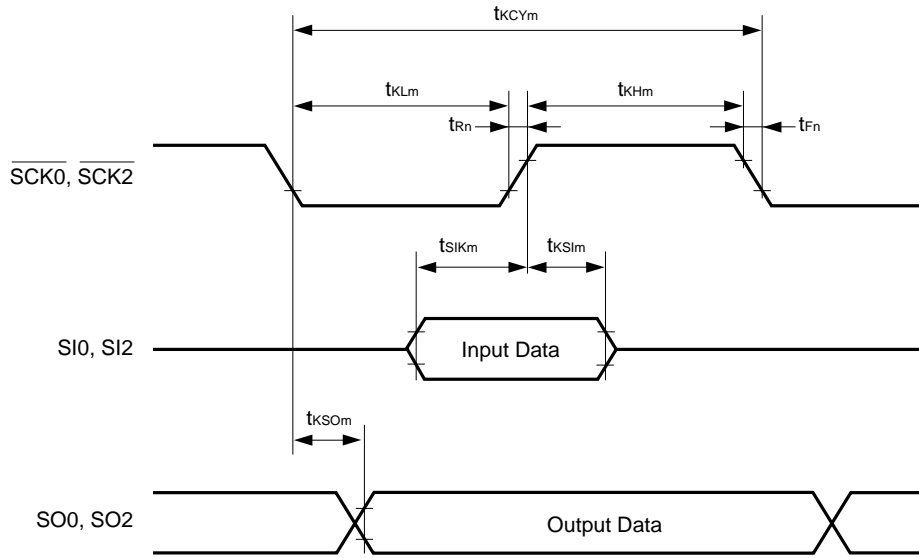 tKCYm
tKLm tKHm
tRn tFn
SCK0, SCK2
tSIKm tKSIm
SI0, SI2 Input Data
tKSOm
SO0, SO2 Output Data